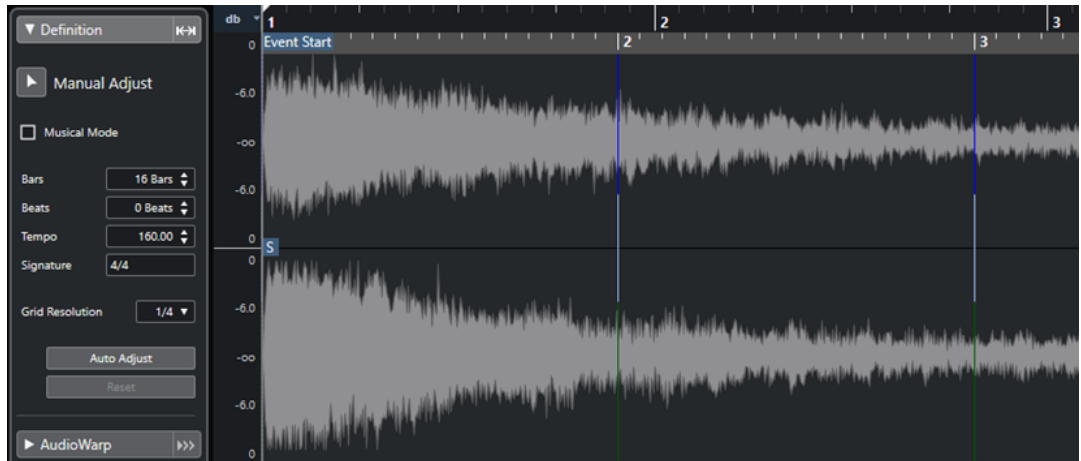 Definition
Manual Adjust
Musical Mode
Bars 16 Bars
Beats 0 Beats
Tempo 160.00
Signature 4/4
Grid Resolution 1/4
Auto Adjust
Reset
AudioWarp
db 1 2 3
Event Start 2 3
0
-6.0
-oo
-6.0
0
S
0
-6.0
-oo
-6.0
0